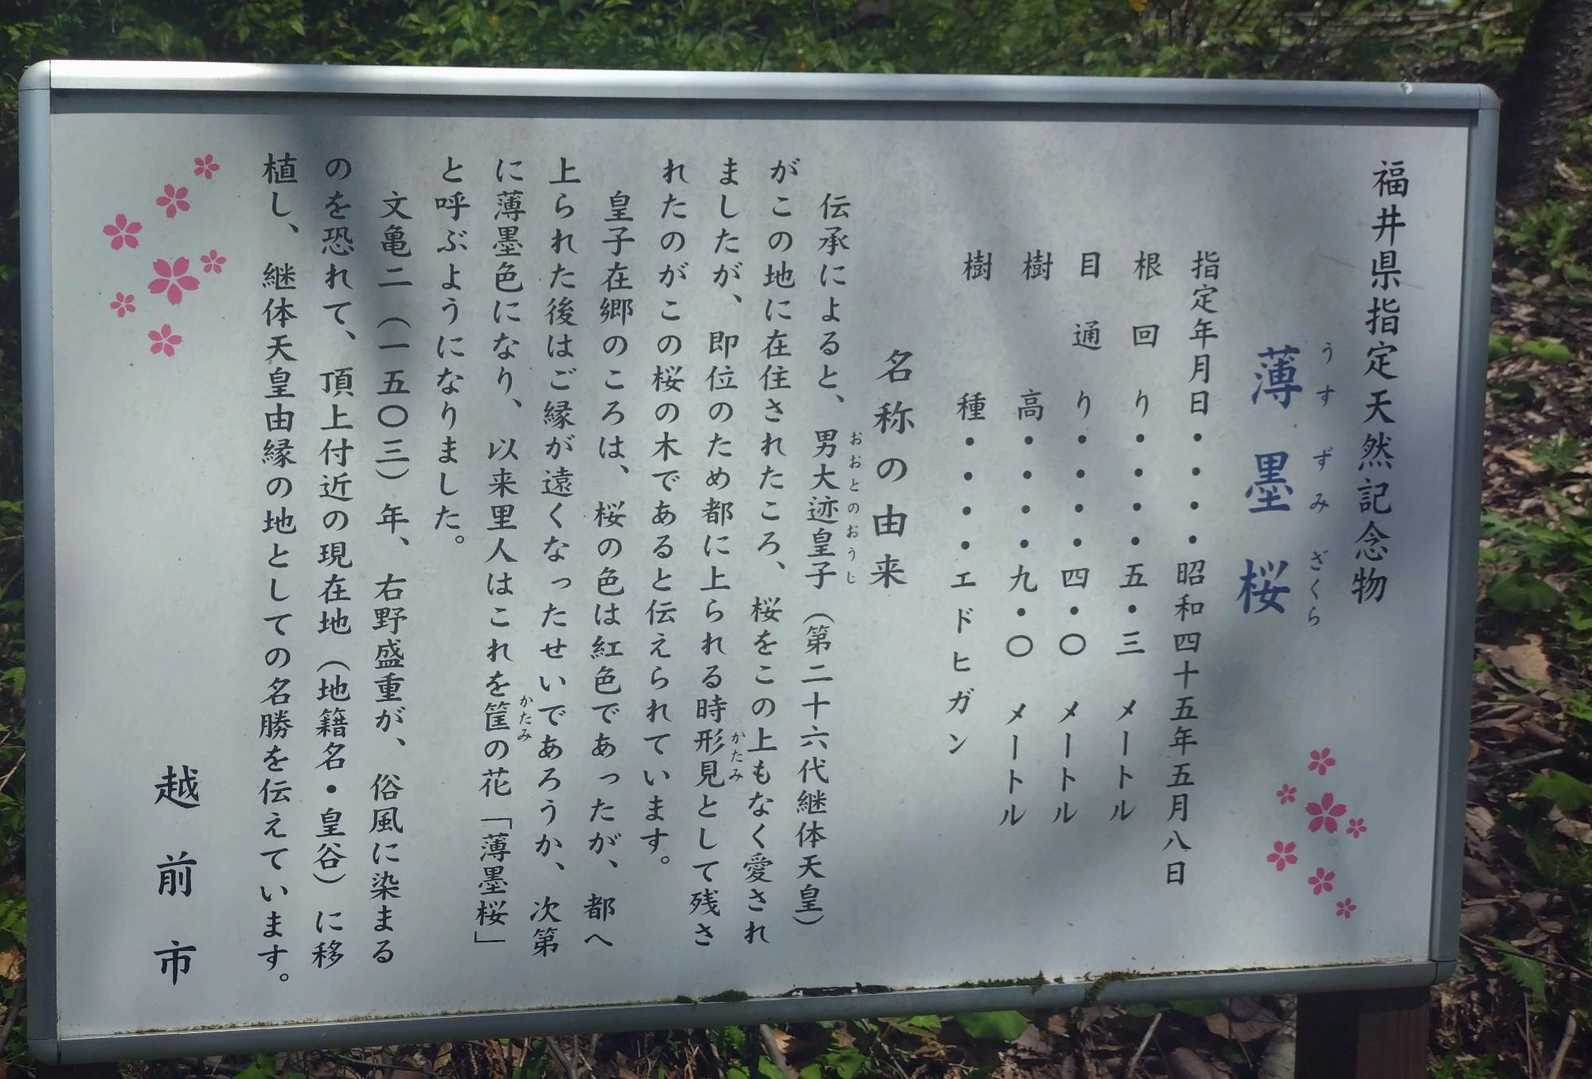 福井県指定天然記念物
うすずみざくら
薄墨桜
指定年月日・・・・昭和四十五年五月八日
根回り・・・・五・三メートル
目通り・・・・四・〇メートル
樹高・・・・九・〇メートル
樹種・・・・エドヒガン
名称の由来
おおとのおうじ
伝承によると、男大迹皇子（第二十六代継体天皇）
がこの地に在住されたころ、桜をこの上もなく愛され
かたみ
ましたが、即位のため都に上られる時形見として残さ
れたのがこの桜の木であると伝えられています。
皇子在郷のころは、桜の色は紅色であったが、都へ
上られた後はご縁が遠くなったせいであろうか、次第
かたみ
に薄墨色になり、以来里人はこれを筐の花「薄墨桜」
と呼ぶようになりました。
文亀二（一五〇三）年、右野盛重が、俗風に染まる
のを恐れて、頂上付近の現在地（地籍名・皇谷）に移
植し、継体天皇由縁の地としての名勝を伝えています。
越前市